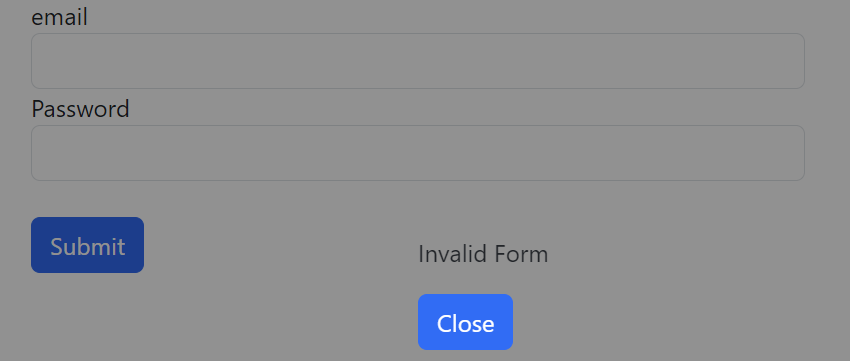 email
Password
Submit
Invalid Form
Close